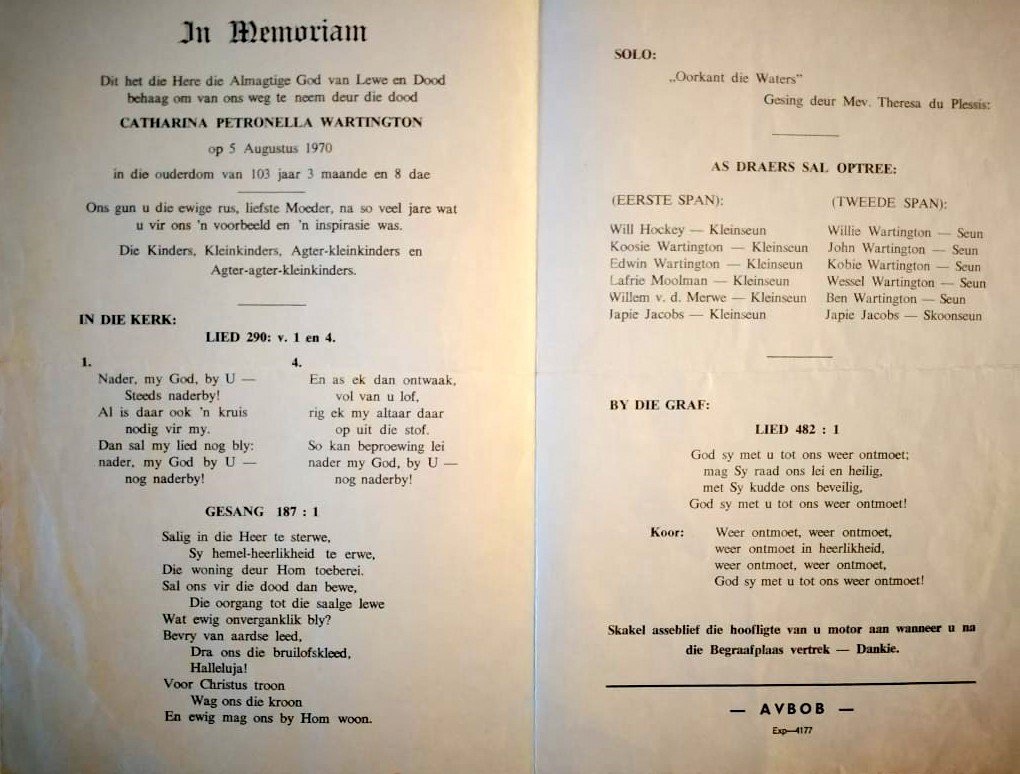 In Memoriam
Dit het die Here die Almagtige God van Lewe en Dood
behaag om van ons weg te neem deur die dood
CATHARINA PETRONELLA WARTINGTON
op 5 Augustus 1970
in die ouderdom van 103 jaar 3 maande en 8 dae
Ons gun u die ewige rus, liefste Moeder, na so veel jare wat
u vir ons 'n voorbeeld en 'n inspirasie was.
Die Kinders, Kleinkinders, Agter-kleinkinders en
Agter-agter-kleinkinders.
IN DIE KERK:
LIED 290: v. 1 en 4.
1.
Nader, my God, by U —
Steeds naderby!
Al is daar ook 'n kruis
nodig vir my.
Dan sal my lied nog bly:
nader, my God by U —
nog naderby!
4.
En as ek dan ontwaak,
vol van u lof,
rig ek my altaar daar
op uit die stof.
So kan beproewing lei
nader my God, by U —
nog naderby!
GESANG 187 : 1
Salig in die Heer te sterwe,
Sy hemel-heerlikheid te erwe,
Die woning deur Hom toeberei.
Sal ons vir die dood dan bewe,
Die oorgang tot die saalge lewe
Wat ewig onverganklik bly?
Bevry van aardse leed,
Dra ons die bruilofskleed,
Halleluja!
Voor Christus troon
Wag ons die kroon
En ewig mag ons by Hom woon.
SOLO:
„Oorkant die Waters”
Gesing deur Mev. Theresa du Plessis:
AS DRAERS SAL OPTREE:
(EERSTE SPAN):
Will Hockey — Kleinseun
Koosie Wartington — Kleinseun
Edwin Wartington — Kleinseun
Lafrie Moolman — Kleinseun
Willem v. d. Merwe — Kleinseun
Japie Jacobs — Kleinseun
(TWEEDE SPAN):
Willie Wartington — Seun
John Wartington — Seun
Kobie Wartington — Seun
Wessel Wartington — Seun
Ben Wartington — Seun
Japie Jacobs — Skoonseun
BY DIE GRAF:
LIED 482 : 1
God sy met u tot ons weer ontmoet;
mag Sy raad ons lei en heilig,
met Sy kudde ons beveilig,
God sy met u tot ons weer ontmoet!
Koor: Weer ontmoet, weer ontmoet,
weer ontmoet in heerlikheid,
weer ontmoet, weer ontmoet,
God sy met u tot ons weer ontmoet!
Skakel asseblief die hoofligte van u motor aan wanneer u na
die Begraafplaas vertrek — Dankie.
— AVBOB —
Exp—4177